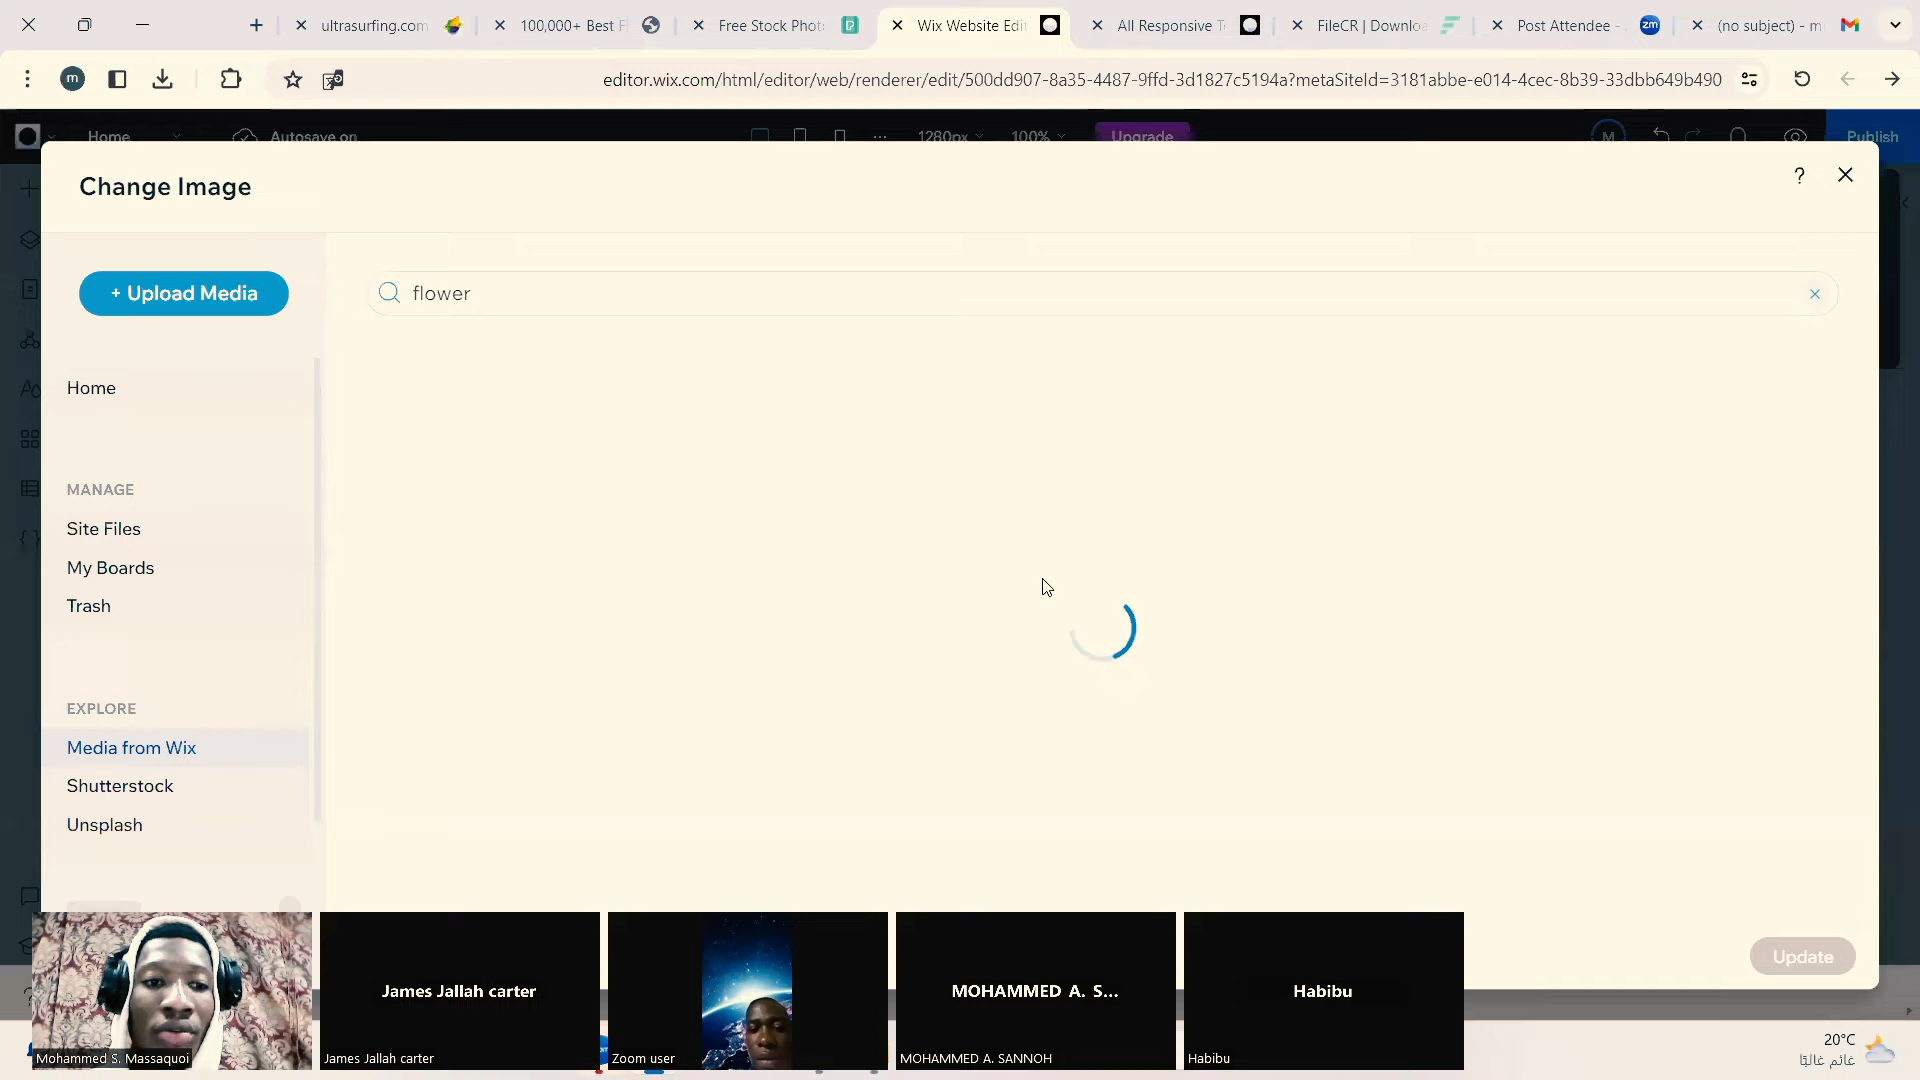 ultrasurfing.com
100,000+ Best F
Free Stock Phot
Wix Website Edi
All Responsive T
FileCR | Downlo
Post Attendee -
zm
(no subject) - m
m
editor.wix.com/html/editor/web/renderer/edit/500dd907-8a35-4487-9ffd-3d1827c5194a?metaSiteId=3181abbe-e014-4cec-8b39-33dbb649b490
Home
Autosave on
1280px
100%
Upgrade
M
Publish
Change Image
?
+ Upload Media
flower
Home
MANAGE
Site Files
My Boards
Trash
EXPLORE
Media from Wix
Shutterstock
Unsplash
Update
James Jallah carter
MOHAMMED A. S...
Habibu
Mohammed S. Massaquoi
James Jallah carter
Zoom user
MOHAMMED A. SANNOH
Habibu
20°C
غائم غالبًا